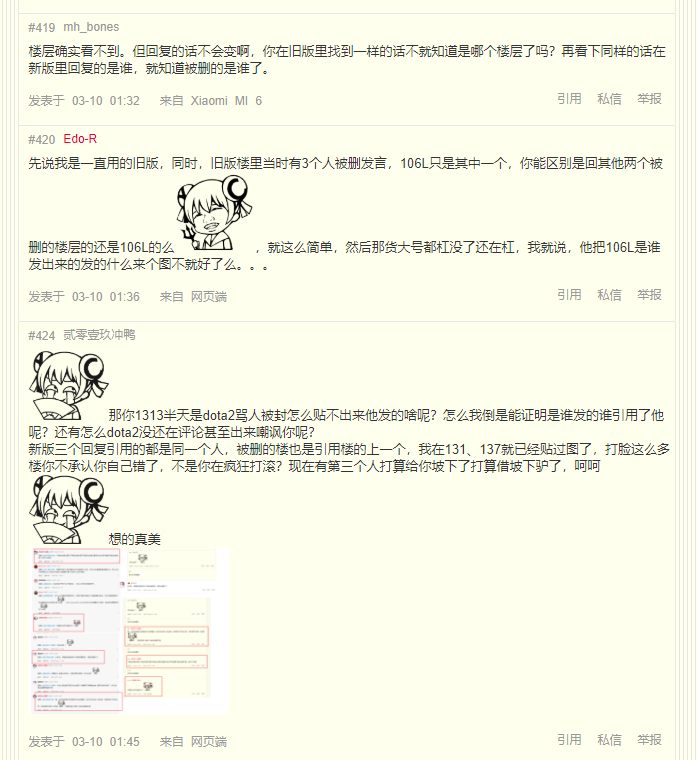 #419 mh_bones
楼层确实看不到。但回复的话不会变啊，你在旧版里找到一样的话不就知道是哪个楼层了吗？再看下同样的话在
新版里回复的是谁，就知道被删的是谁了。
发表于 03-10 01:32 来自 Xiaomi MI 6 引用 私信 举报
#420 Edo-R
先说我是一直用的旧版，同时，旧版楼里当时有3个人被删发言，106L只是其中一个，你能区别是回其他两个被
删的楼层的还是106L的么 ，就这么简单，然后那货大号都杠没了还在杠，我就说，他把106L是谁
发出来的发的什么来个图不就好了么。。。
发表于 03-10 01:36 来自 网页端 引用 私信 举报
#424 贰零壹玖冲鸭
那你1313半天是dota2骂人被封怎么贴不出来他发的啥呢？怎么我倒是能证明是谁发的谁引用了他
呢？还有怎么dota2没还在评论甚至出来嘲讽你呢？
新版三个回复引用的都是同一个人，被删的楼也是引用楼的上一个，我在131、137就已经贴过图了，打脸这么多
楼你不承认你自己错了，不是你在疯狂打滚？现在有第三个人打算给你坡下了打算借坡下驴了，呵呵
想的真美
发表于 03-10 01:45 来自 网页端 引用 私信 举报